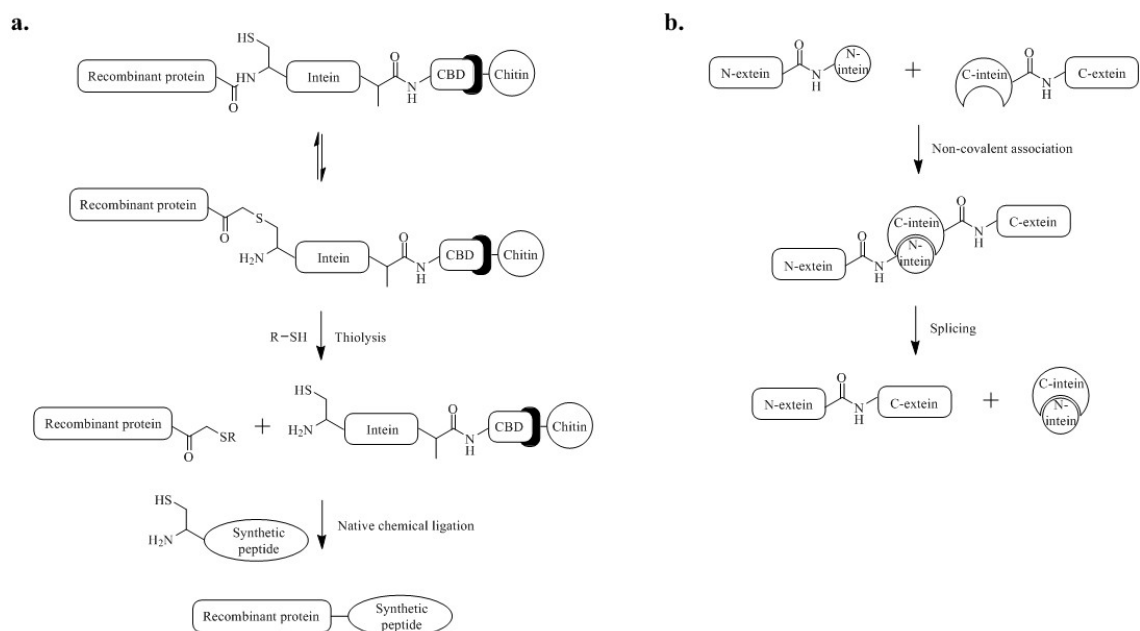 a.
HS
Recombinant protein
O
HN
Intein
O
N
H
CBD
Chitin
Recombinant protein
O
S
H2N
Intein
O
N
H
CBD
Chitin
R–SH
Thiolysis
Recombinant protein
O
SR
+
HS
H2N
Intein
O
N
H
CBD
Chitin
HS
H2N
Synthetic
peptide
Native chemical ligation
Recombinant protein
Synthetic
peptide
b.
N-extein
O
N
H
N-
intein
+
C-intein
O
N
H
C-extein
Non-covalent association
N-extein
O
N
H
C-intein
N-
intein
O
N
H
C-extein
Splicing
N-extein
O
N
H
C-extein
+
C-intein
N-
intein